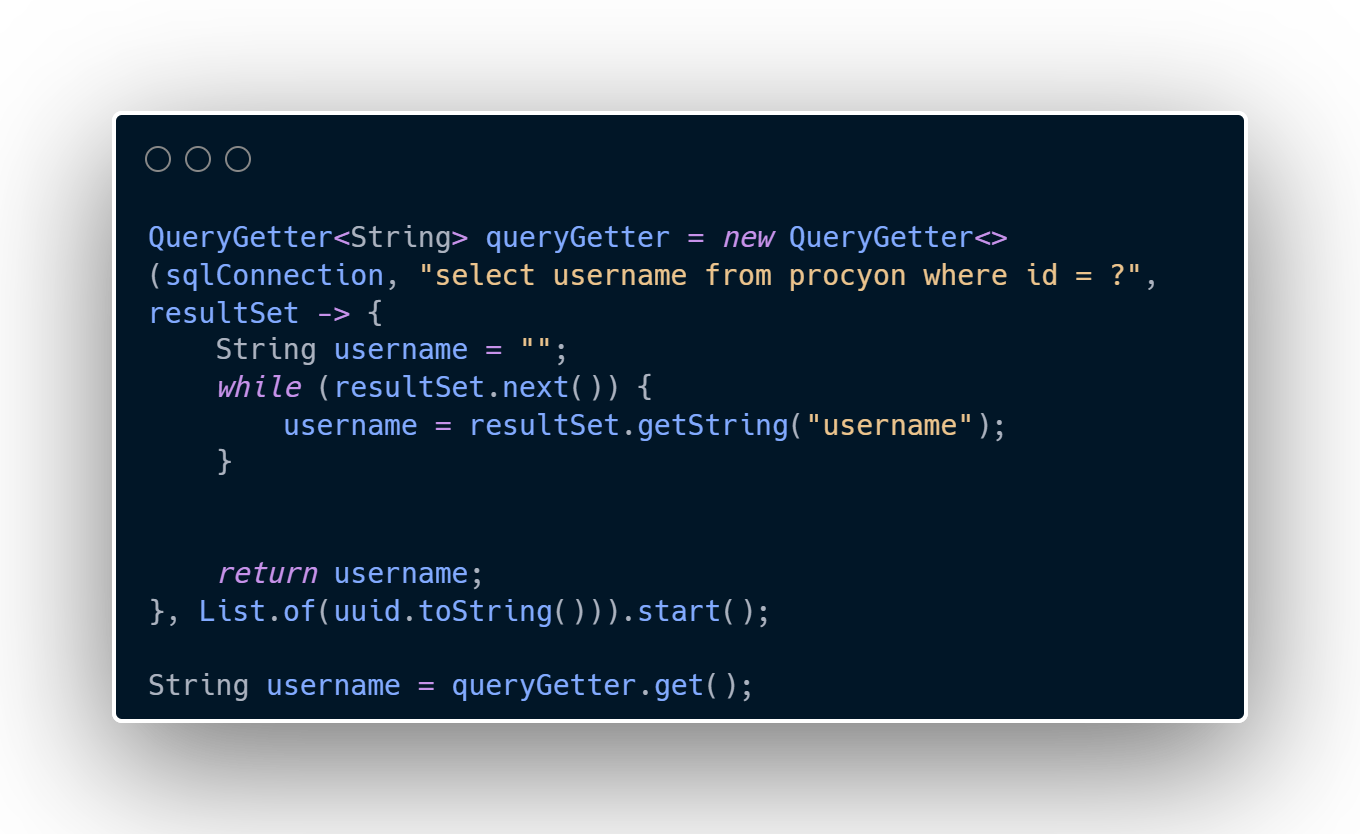 QueryGetter<String> queryGetter = new QueryGetter<>
(sqlConnection, "select username from procyon where id = ?",
resultSet -> {
    String username = "";
    while (resultSet.next()) {
        username = resultSet.getString("username");
    }
    return username;
}, List.of(uuid.toString())).start();
String username = queryGetter.get();